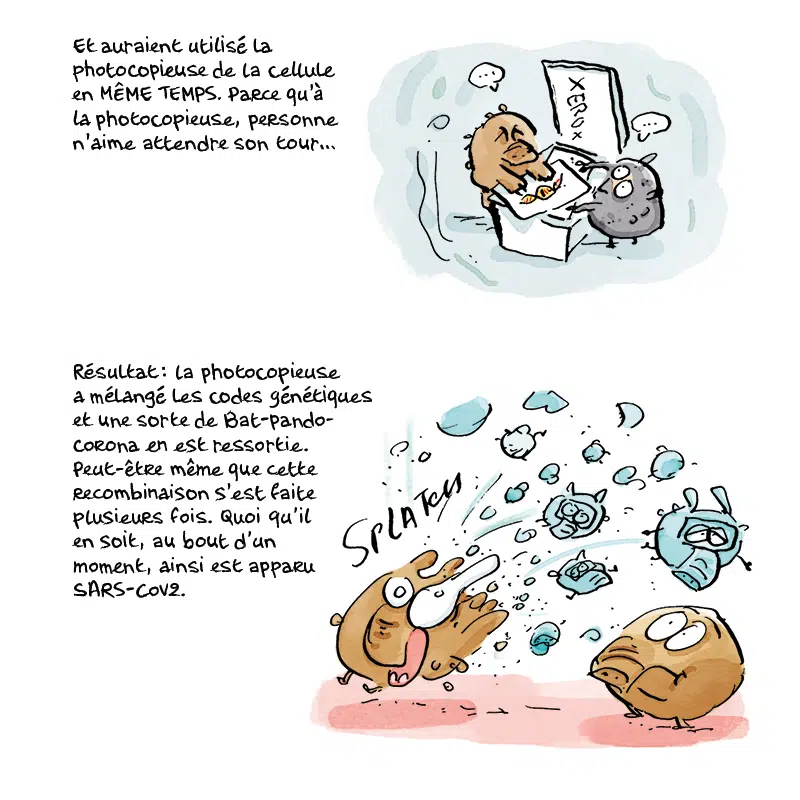 Et auraient utilisé la
photocopieuse de la cellule
en MÊME TEMPS. Parce qu'à
la photocopieuse, personne
n'aime attendre son tour...
XEROX
Résultat : la photocopieuse
a mélangé les codes génétiques
et une sorte de Bat-Pando-
Corona en est ressortie.
Peut-être même que cette
recombinaison s'est faite
plusieurs fois. Quoi qu'il
en soit, au bout d'un
moment, ainsi est apparu
SARS-CoV2.
SPLATCH